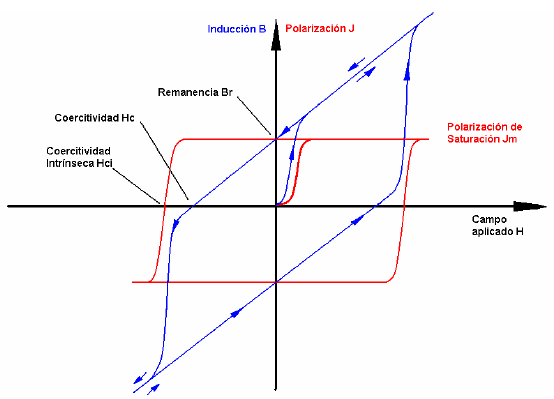 Inducción B
Polarización J
Remanencia Br
Coercitividad Hc
Coercitividad
Intrínseca Hci
Polarización de
Saturación Jm
Campo
aplicado H